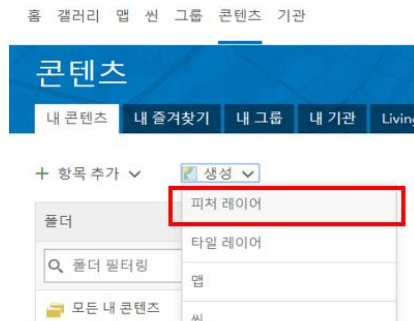 홈 갤러리 맵 씬 그룹 콘텐츠 기관
콘텐츠
내 콘텐츠 내 즐겨찾기 내 그룹 내 기관 Living
+ 항목 추가 생성
피처 레이어
폴더
타일 레이어
폴더 필터링
맵
모든 내 콘텐츠
씬